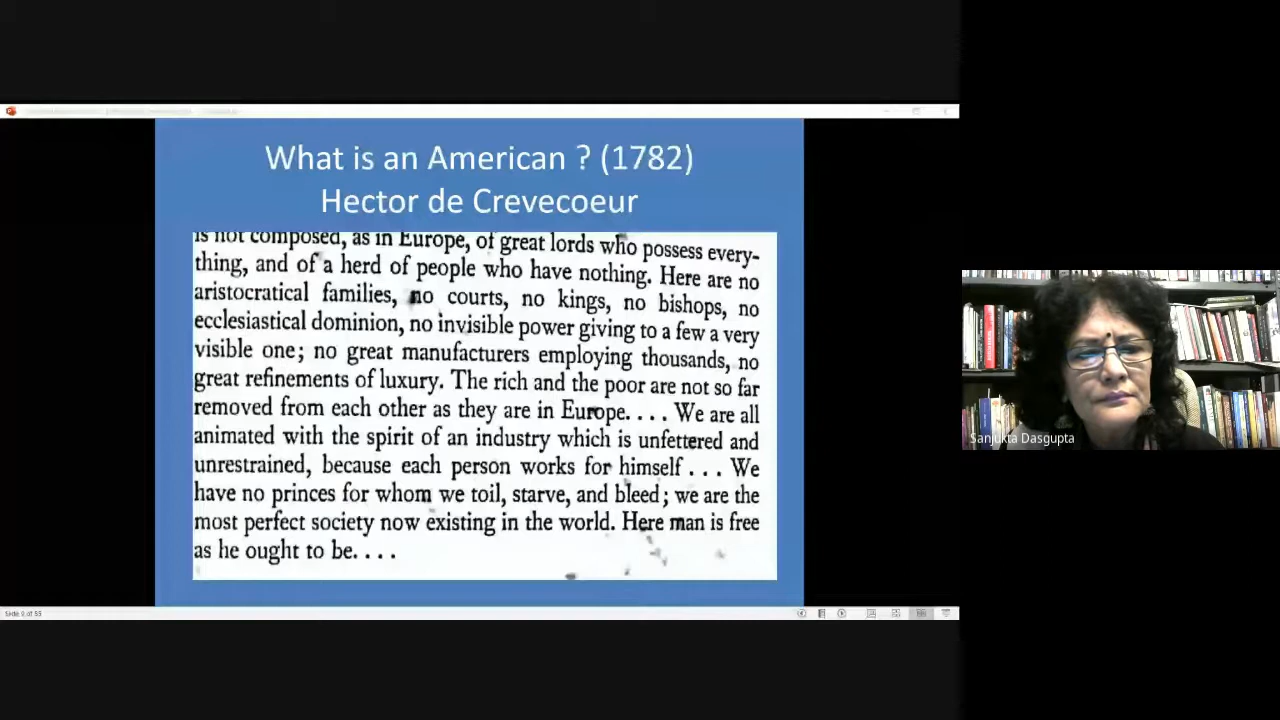 What is an American ? (1782)
Hector de Crevecoeur
is not composed, as in Europe, of great lords who possess every-
thing, and of a herd of people who have nothing. Here are no
aristocratical families, no courts, no kings, no bishops, no
ecclesiastical dominion, no invisible power giving to a few a very
visible one; no great manufacturers employing thousands, no
great refinements of luxury. The rich and the poor are not so far
removed from each other as they are in Europe. . . . We are all
animated with the spirit of an industry which is unfettered and
unrestrained, because each person works for himself . . . We
have no princes for whom we toil, starve, and bleed; we are the
most perfect society now existing in the world. Here man is free
as he ought to be. . . .
Sanjukta Dasgupta